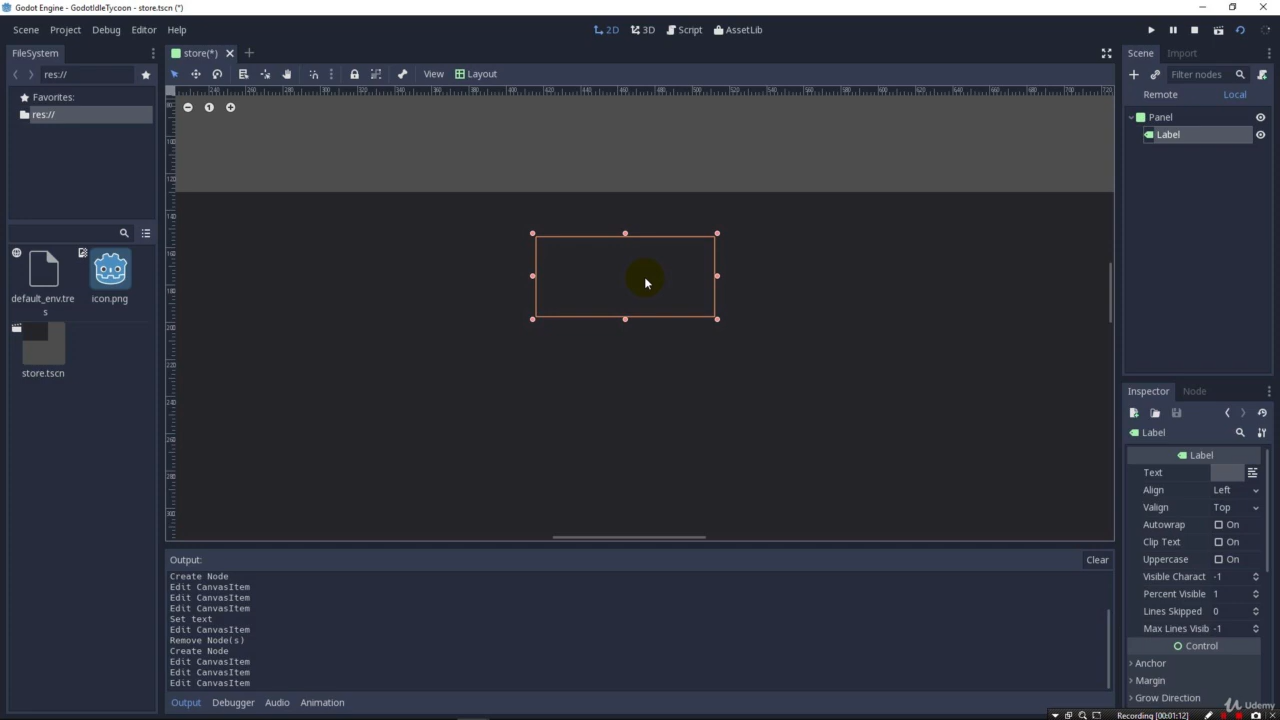 Godot Engine - GodotIdleTycoon - store.tscn (*)
Scene Project Debug Editor Help
2D 3D Script AssetLib
FileSystem
store(*)
Scene Import
res://
View Layout
Filter nodes
Favorites:
res://
Remote Local
Panel
Label
default_env.tre
s
icon.png
store.tscn
Inspector Node
Label
Label
Text
Align Left
Valign Top
Autowrap On
Clip Text On
Uppercase On
Visible Charact -1
Percent Visible 1
Lines Skipped 0
Max Lines Visib -1
Control
Anchor
Margin
Grow Direction
Output: Clear
Create Node
Edit CanvasItem
Edit CanvasItem
Edit CanvasItem
Set text
Edit CanvasItem
Remove Node(s)
Create Node
Edit CanvasItem
Edit CanvasItem
Edit CanvasItem
Output Debugger Audio Animation
Recording [00:01:12]
Udemy